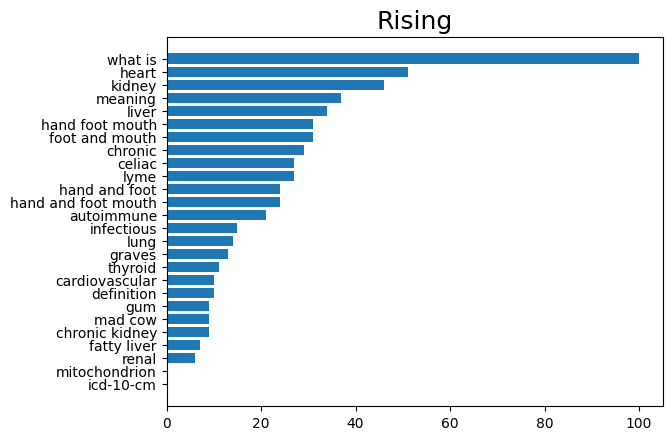 Rising
what is
heart
kidney
meaning
liver
hand foot mouth
foot and mouth
chronic
celiac
lyme
hand and foot
hand and foot mouth
autoimmune
infectious
lung
graves
thyroid
cardiovascular
definition
gum
mad cow
chronic kidney
fatty liver
renal
mitochondrion
icd-10-cm
0 20 40 60 80 100